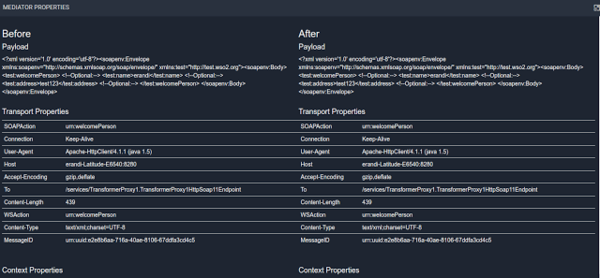 MEDIATOR PROPERTIES
Before
Payload
<?xml version='1.0' encoding='utf-8'?><soapenv:Envelope
xmlns:soapenv="http://schemas.xmlsoap.org/soap/envelope/" xmlns:test="http://test.wso2.org"><soapenv:Body>
<test:welcomePerson> <!--Optional:--> <test:name>erandi</test:name> <!--Optional:-->
<test:address>test123</test:address> <!--Optional:--> </test:welcomePerson> </soapenv:Body>
</soapenv:Envelope>
Transport Properties
SOAPAction urn:welcomePerson
Connection Keep-Alive
User-Agent Apache-HttpClient/4.1.1 (java 1.5)
Host erandi-Latitude-E6540:8280
Accept-Encoding gzip,deflate
To /services/TransformerProxy1.TransformerProxy1HttpSoap11Endpoint
Content-Length 439
WSAction urn:welcomePerson
Content-Type text/xml;charset=UTF-8
MessageID urn:uuid:e2e8b6aa-716a-40ae-8106-67ddfa3cd4c5
Context Properties
After
Payload
<?xml version='1.0' encoding='utf-8'?><soapenv:Envelope
xmlns:soapenv="http://schemas.xmlsoap.org/soap/envelope/" xmlns:test="http://test.wso2.org"><soapenv:Body>
<test:welcomePerson> <!--Optional:--> <test:name>erandi</test:name> <!--Optional:-->
<test:address>test123</test:address> <!--Optional:--> </test:welcomePerson> </soapenv:Body>
</soapenv:Envelope>
Transport Properties
SOAPAction urn:welcomePerson
Connection Keep-Alive
User-Agent Apache-HttpClient/4.1.1 (java 1.5)
Host erandi-Latitude-E6540:8280
Accept-Encoding gzip,deflate
To /services/TransformerProxy1.TransformerProxy1HttpSoap11Endpoint
Content-Length 439
WSAction urn:welcomePerson
Content-Type text/xml;charset=UTF-8
MessageID urn:uuid:e2e8b6aa-716a-40ae-8106-67ddfa3cd4c5
Context Properties